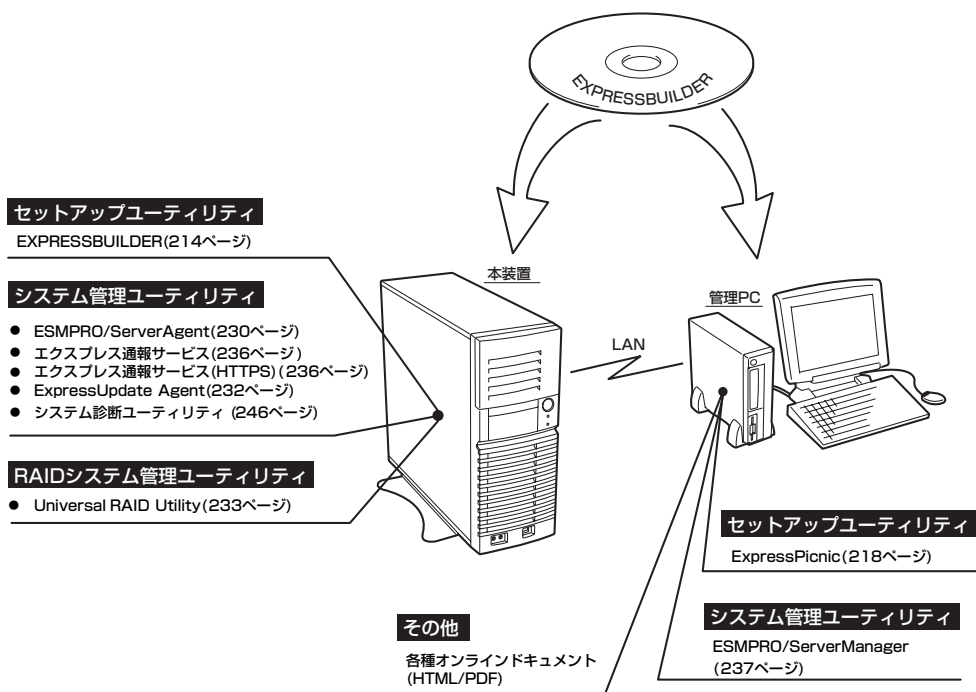 EXPRESSBUILDER
セットアップユーティリティ
EXPRESSBUILDER(214ページ)
システム管理ユーティリティ
● ESMPRO/ServerAgent(230ページ)
● エクスプレス通報サービス(236ページ)
● エクスプレス通報サービス(HTTPS)(236ページ)
● ExpressUpdate Agent(232ページ)
● システム診断ユーティリティ (246ページ)
RAIDシステム管理ユーティリティ
● Universal RAID Utility(233ページ)
本装置
LAN
管理PC
セットアップユーティリティ
ExpressPicnic(218ページ)
システム管理ユーティリティ
ESMPRO/ServerManager
(237ページ)
その他
各種オンラインドキュメント
(HTML/PDF)